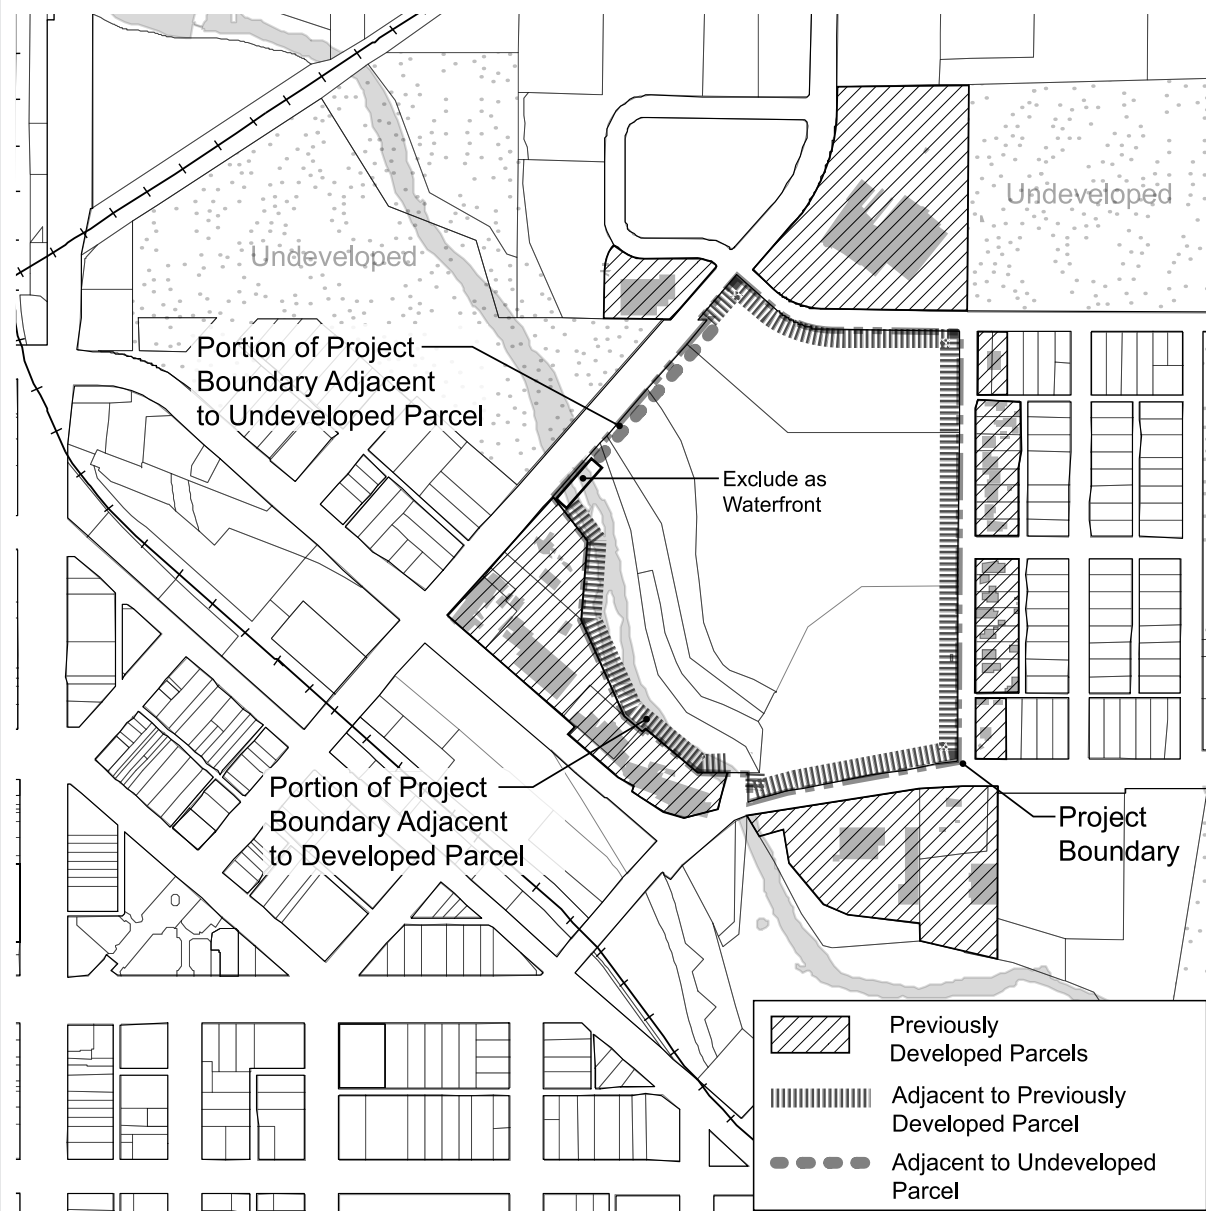 Undeveloped
Undeveloped
Portion of Project
Boundary Adjacent
to Undeveloped Parcel
Exclude as
Waterfront
Portion of Project
Boundary Adjacent
to Developed Parcel
Project
Boundary
Previously
Developed Parcels
Adjacent to Previously
Developed Parcel
Adjacent to Undeveloped
Parcel